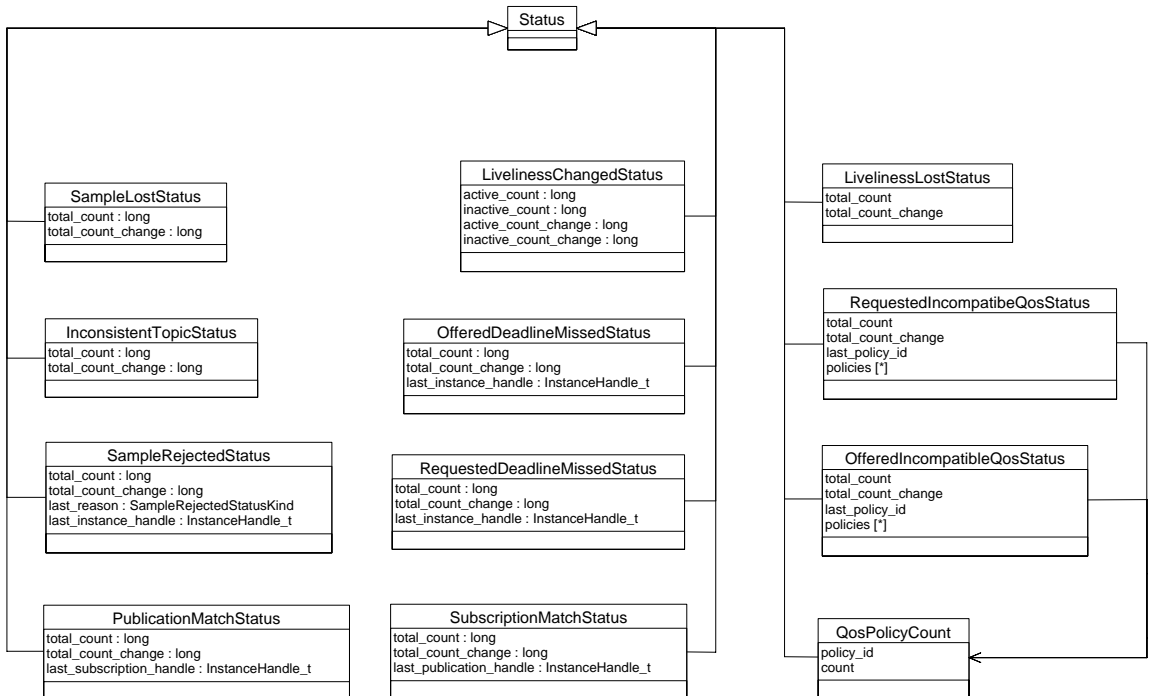 Status
SampleLostStatus
total_count : long
total_count_change : long
InconsistentTopicStatus
total_count : long
total_count_change : long
SampleRejectedStatus
total_count : long
total_count_change : long
last_reason : SampleRejectedStatusKind
last_instance_handle : InstanceHandle_t
PublicationMatchStatus
total_count : long
total_count_change : long
last_subscription_handle : InstanceHandle_t
LivelinessChangedStatus
active_count : long
inactive_count : long
active_count_change : long
inactive_count_change : long
OfferedDeadlineMissedStatus
total_count : long
total_count_change : long
last_instance_handle : InstanceHandle_t
RequestedDeadlineMissedStatus
total_count : long
total_count_change : long
last_instance_handle : InstanceHandle_t
SubscriptionMatchStatus
total_count : long
total_count_change : long
last_publication_handle : InstanceHandle_t
LivelinessLostStatus
total_count
total_count_change
RequestedIncompatibeQosStatus
total_count
total_count_change
last_policy_id
policies [*]
OfferedIncompatibleQosStatus
total_count
total_count_change
last_policy_id
policies [*]
QosPolicyCount
policy_id
count